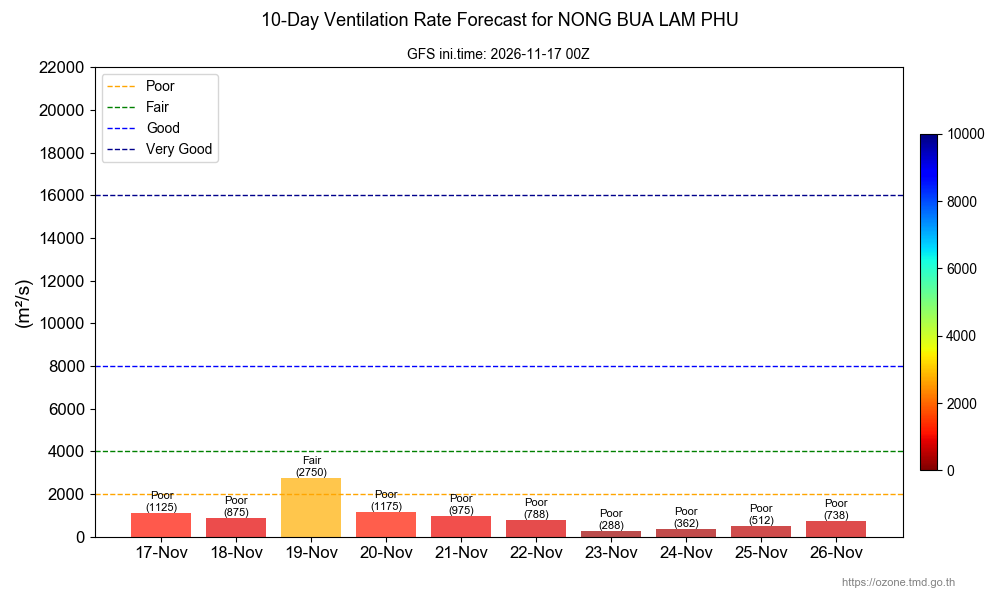 10-Day Ventilation Rate Forecast for NONG BUA LAM PHU
GFS ini.time: 2026-11-17 00Z
22000
20000
18000
16000
14000
12000
10000
8000
6000
4000
2000
0
(m²/s)
Poor
Fair
Good
Very Good
Poor
(1125)
Poor
(875)
Fair
(2750)
Poor
(1175)
Poor
(975)
Poor
(788)
Poor
(288)
Poor
(362)
Poor
(512)
Poor
(738)
17-Nov
18-Nov
19-Nov
20-Nov
21-Nov
22-Nov
23-Nov
24-Nov
25-Nov
26-Nov
10000
8000
6000
4000
2000
0
https://ozone.tmd.go.th